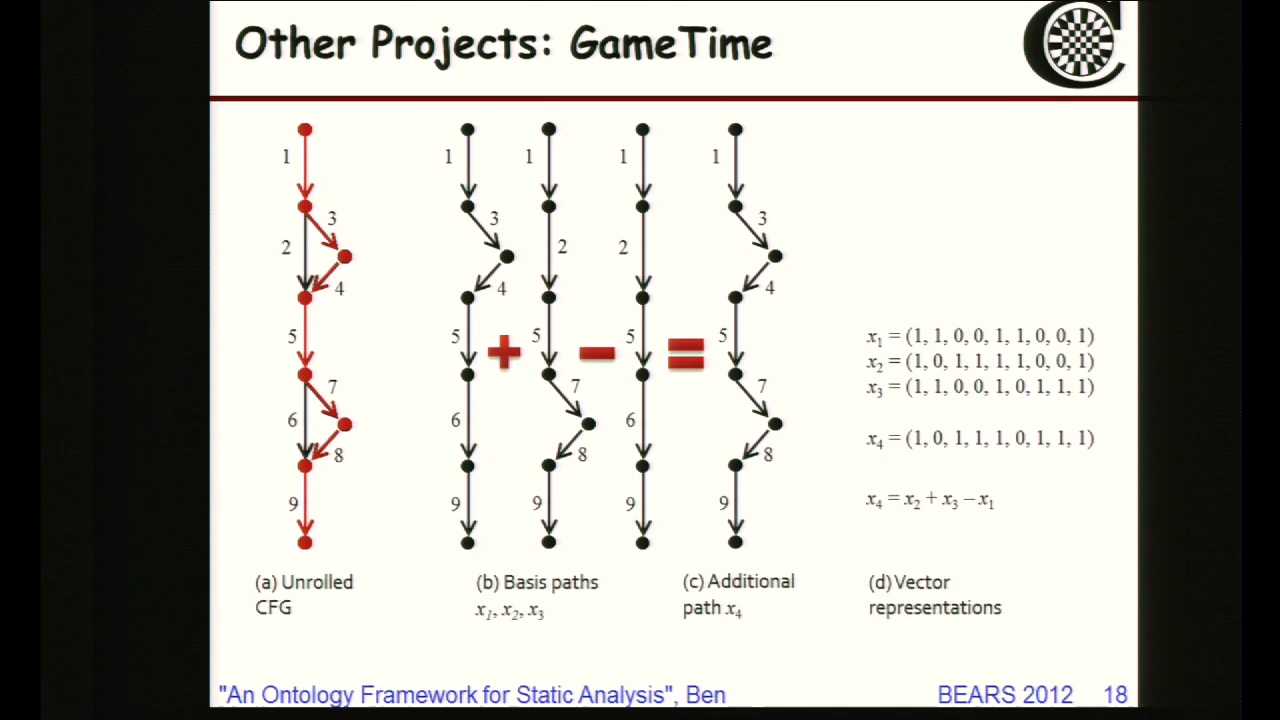 Other Projects: GameTime
1
1
1
1
1
3
3
3
2
2
2
4
4
4
5
5
5
5
5
x1 = (1, 1, 0, 0, 1, 1, 0, 0, 1)
x2 = (1, 0, 1, 1, 1, 1, 0, 0, 1)
x3 = (1, 1, 0, 0, 1, 0, 1, 1, 1)
+
−
=
7
7
7
6
6
6
8
8
8
x4 = (1, 0, 1, 1, 1, 0, 1, 1, 1)
9
9
9
9
9
x4 = x2 + x3 – x1
(a) Unrolled
CFG
(b) Basis paths
x1, x2, x3
(c) Additional
path x4
(d) Vector
representations
"An Ontology Framework for Static Analysis", Ben
BEARS 2012 18